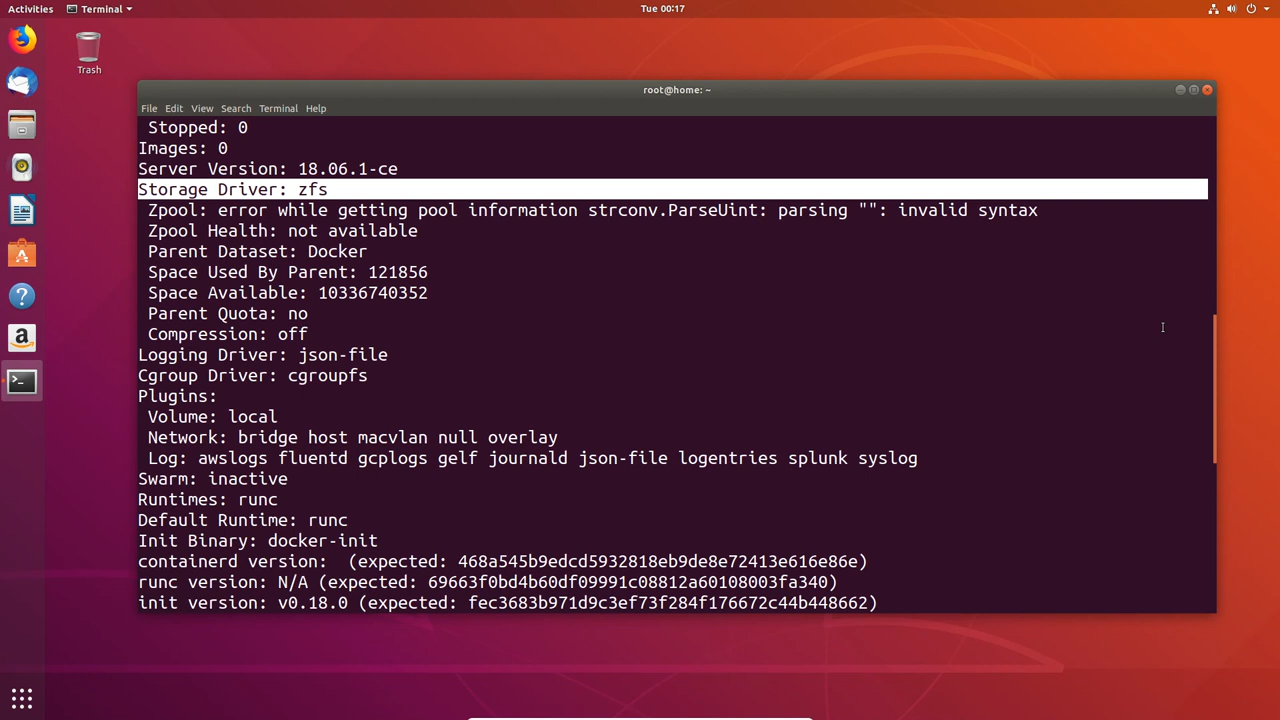 Activities
Terminal
Tue 00:17
Trash
root@home: ~
File Edit View Search Terminal Help
Stopped: 0
Images: 0
Server Version: 18.06.1-ce
Storage Driver: zfs
Zpool: error while getting pool information strconv.ParseUint: parsing "": invalid syntax
Zpool Health: not available
Parent Dataset: Docker
Space Used By Parent: 121856
Space Available: 10336740352
Parent Quota: no
Compression: off
Logging Driver: json-file
Cgroup Driver: cgroupfs
Plugins:
Volume: local
Network: bridge host macvlan null overlay
Log: awslogs fluentd gcplogs gelf journald json-file logentries splunk syslog
Swarm: inactive
Runtimes: runc
Default Runtime: runc
Init Binary: docker-init
containerd version:  (expected: 468a545b9edcd5932818eb9de8e72413e616e86e)
runc version: N/A (expected: 69663f0bd4b60df09991c08812a60108003fa340)
init version: v0.18.0 (expected: fec3683b971d9c3ef73f284f176672c44b448662)